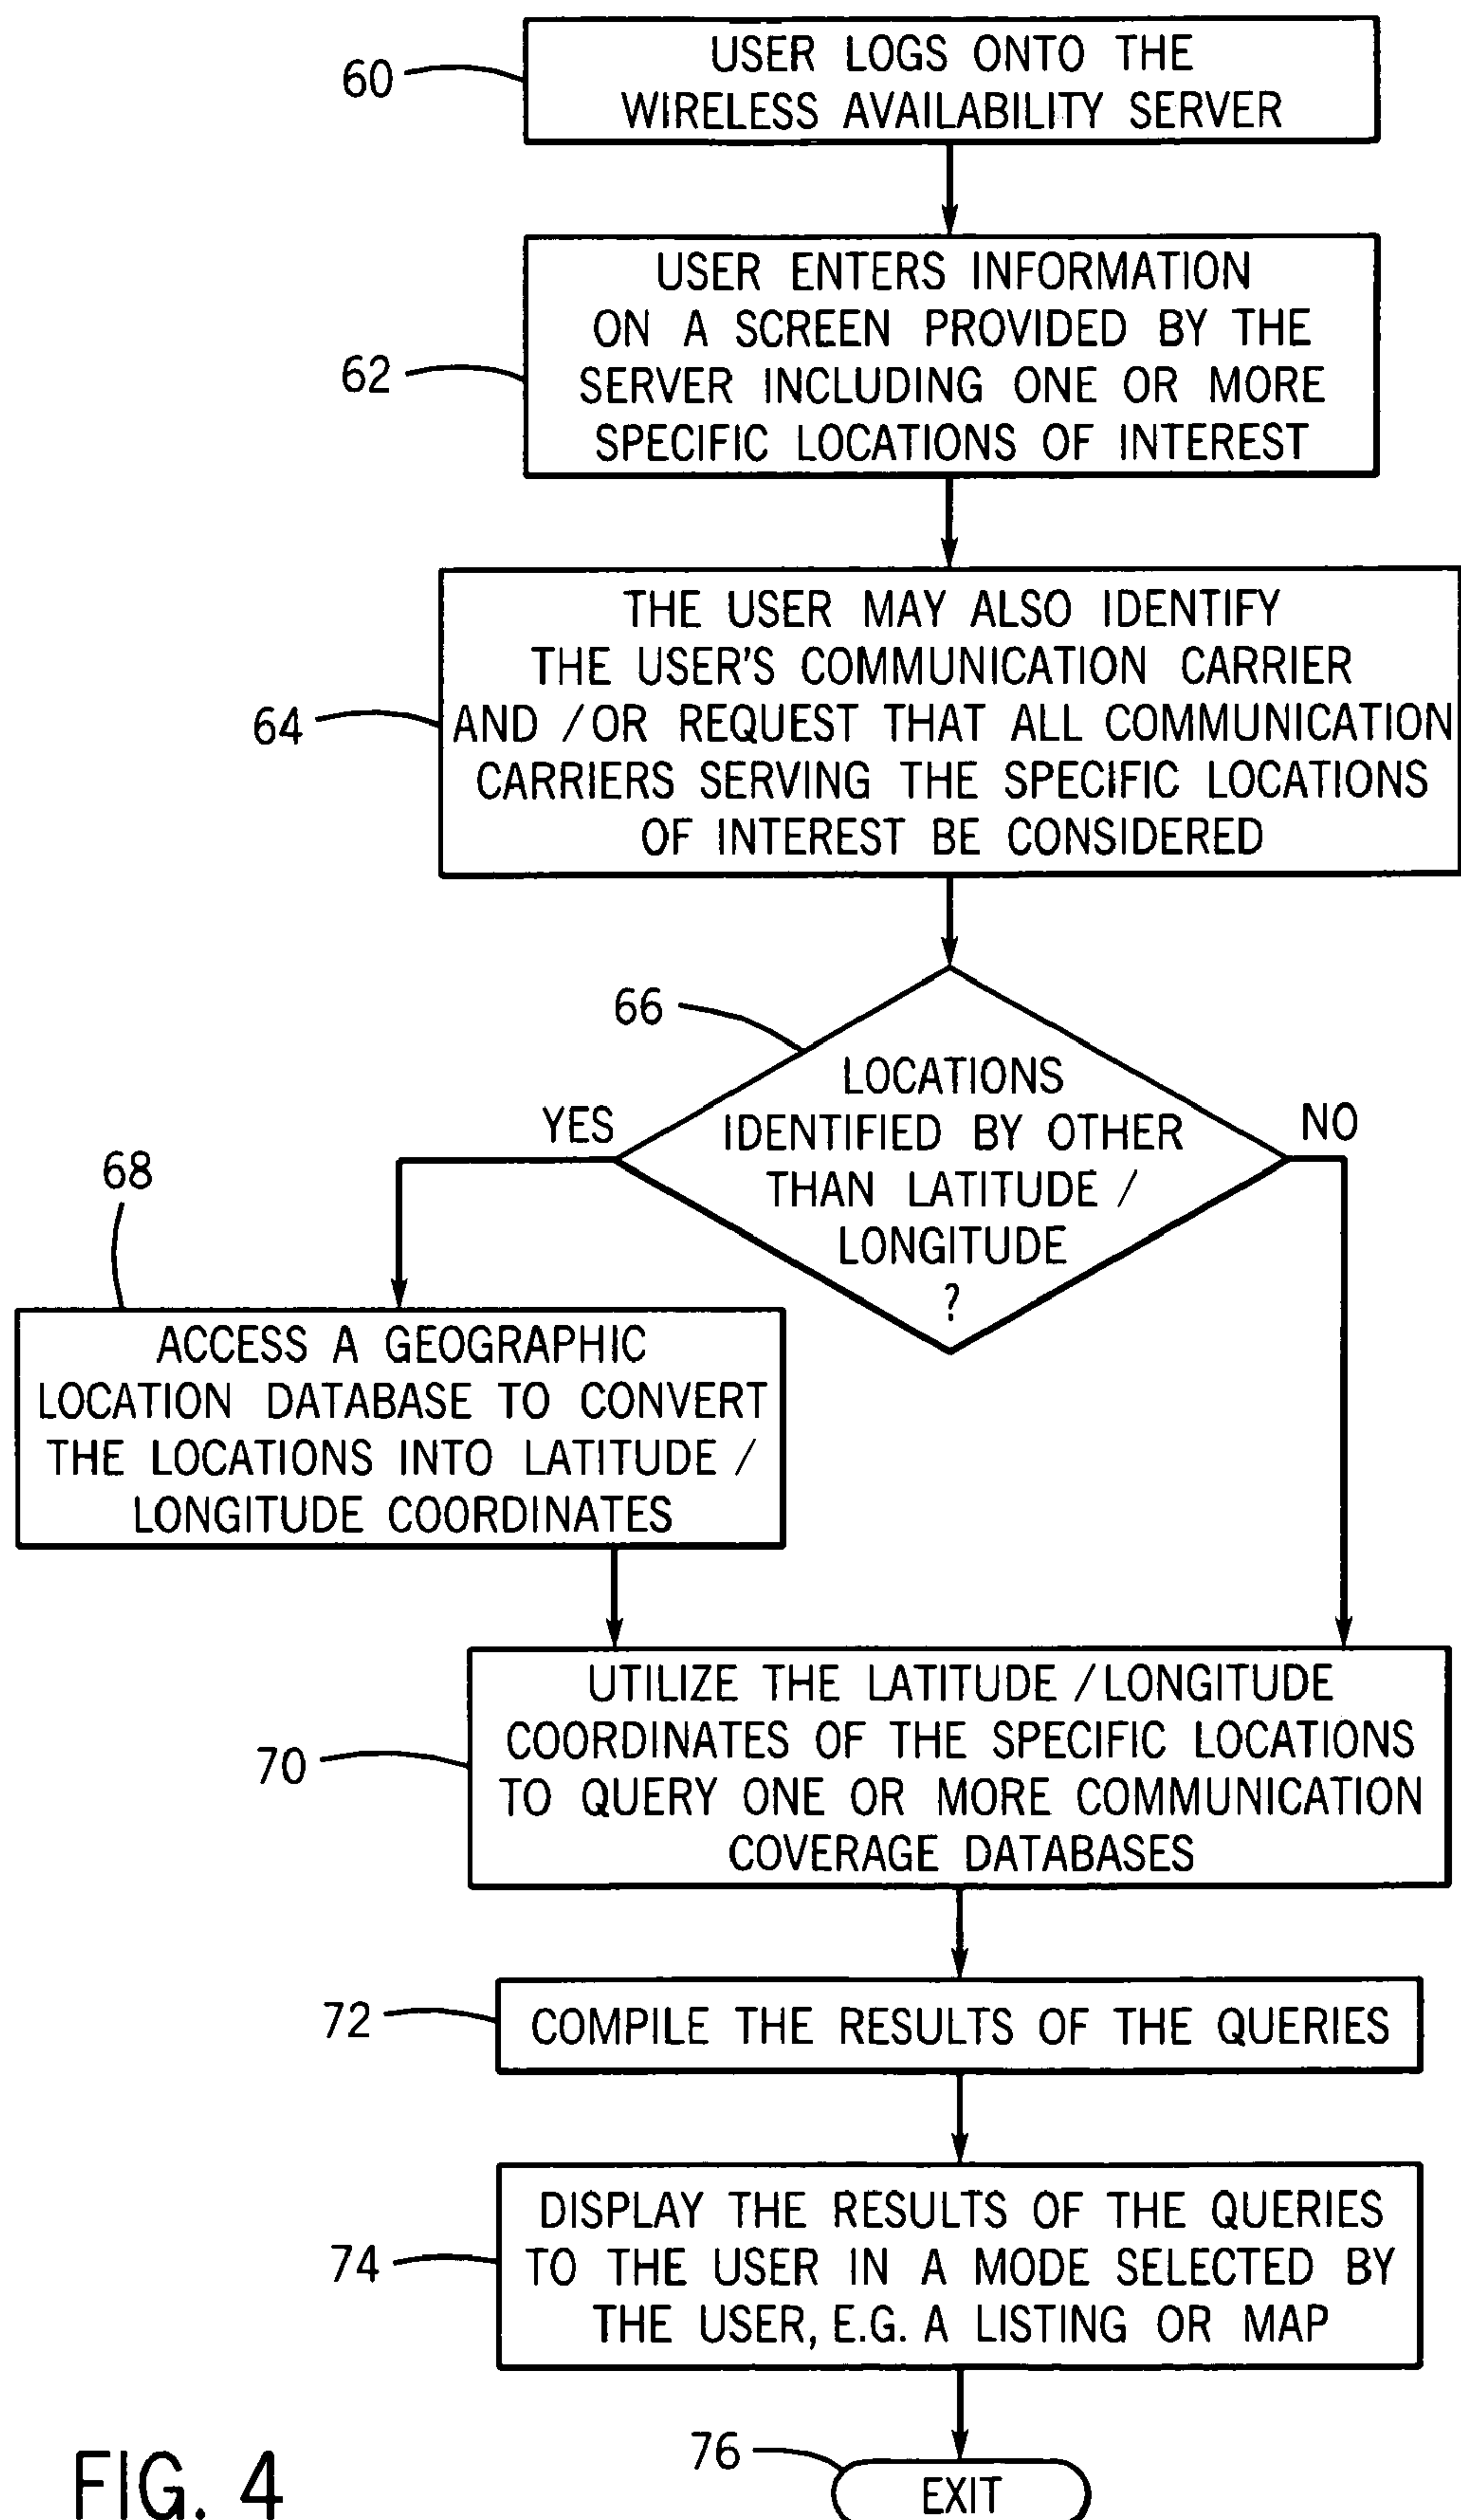 60
USER LOGS ONTO THE
WIRELESS AVAILABILITY SERVER
62
USER ENTERS INFORMATION
ON A SCREEN PROVIDED BY THE
SERVER INCLUDING ONE OR MORE
SPECIFIC LOCATIONS OF INTEREST
64
THE USER MAY ALSO IDENTIFY
THE USER'S COMMUNICATION CARRIER
AND /OR REQUEST THAT ALL COMMUNICATION
CARRIERS SERVING THE SPECIFIC LOCATIONS
OF INTEREST BE CONSIDERED
66
LOCATIONS
IDENTIFIED BY OTHER
THAN LATITUDE /
LONGITUDE
?
YES
NO
68
ACCESS A GEOGRAPHIC
LOCATION DATABASE TO CONVERT
THE LOCATIONS INTO LATITUDE /
LONGITUDE COORDINATES
70
UTILIZE THE LATITUDE /LONGITUDE
COORDINATES OF THE SPECIFIC LOCATIONS
TO QUERY ONE OR MORE COMMUNICATION
COVERAGE DATABASES
72
COMPILE THE RESULTS OF THE QUERIES
74
DISPLAY THE RESULTS OF THE QUERIES
TO THE USER IN A MODE SELECTED BY
THE USER, E.G. A LISTING OR MAP
76
EXIT
FIG. 4